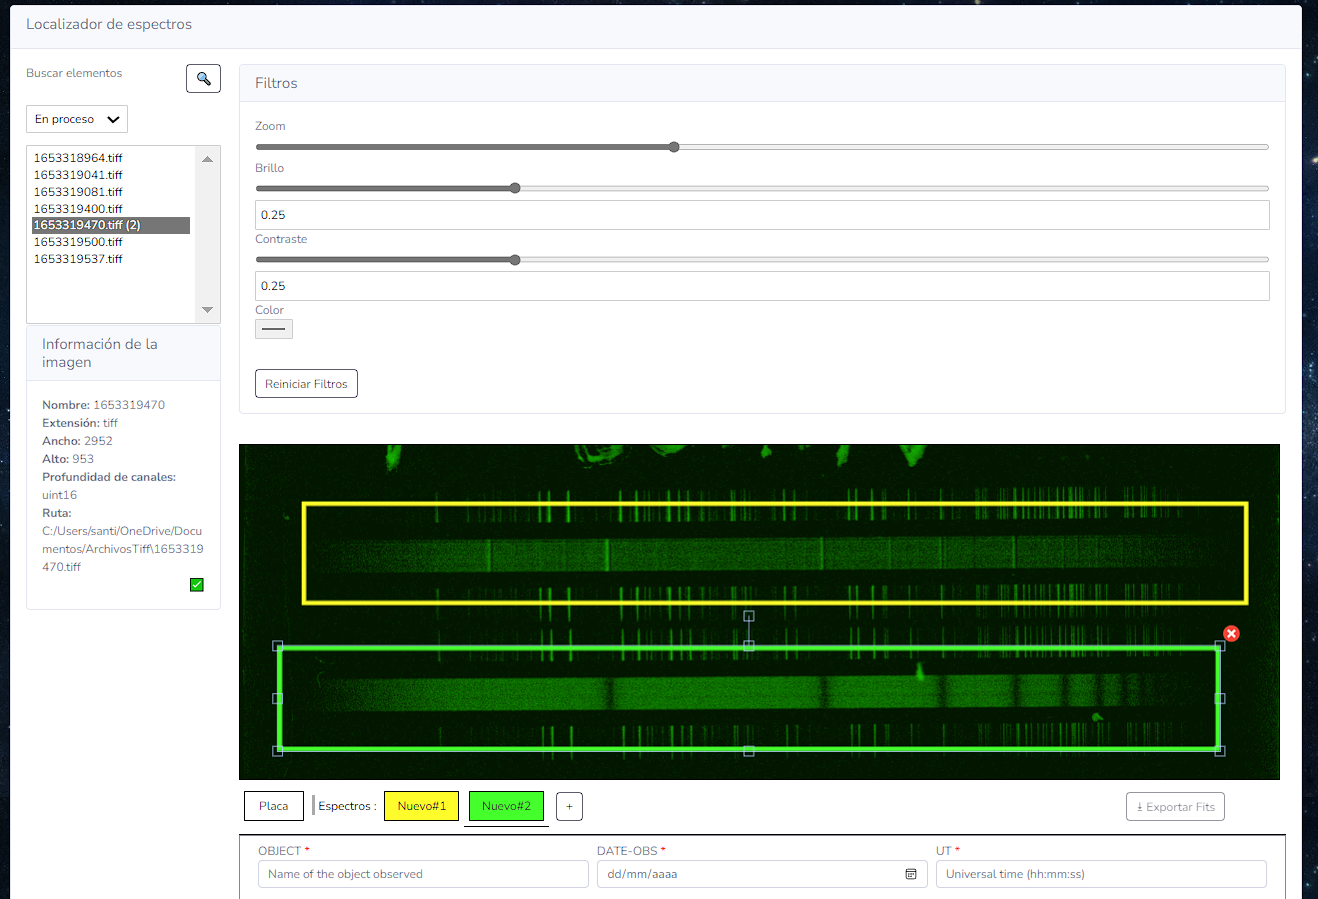 Localizador de espectros
Buscar elementos
En proceso
1653318964.tiff
1653319041.tiff
1653319081.tiff
1653319400.tiff
1653319470.tiff (2)
1653319500.tiff
1653319537.tiff
Información de la
imagen
Nombre: 1653319470
Extensión: tiff
Ancho: 2952
Alto: 953
Profundidad de canales:
uint16
Ruta:
C:/Users/santi/OneDrive/Docu
mentos/ArchivosTiff\1653319
470.tiff
Filtros
Zoom
Brillo
0.25
Contraste
0.25
Color
Reiniciar Filtros
Placa
Espectros :
Nuevo#1
Nuevo#2
+
Exportar Fits
OBJECT *
DATE-OBS *
UT *
Name of the object observed
dd/mm/aaaa
Universal time (hh:mm:ss)